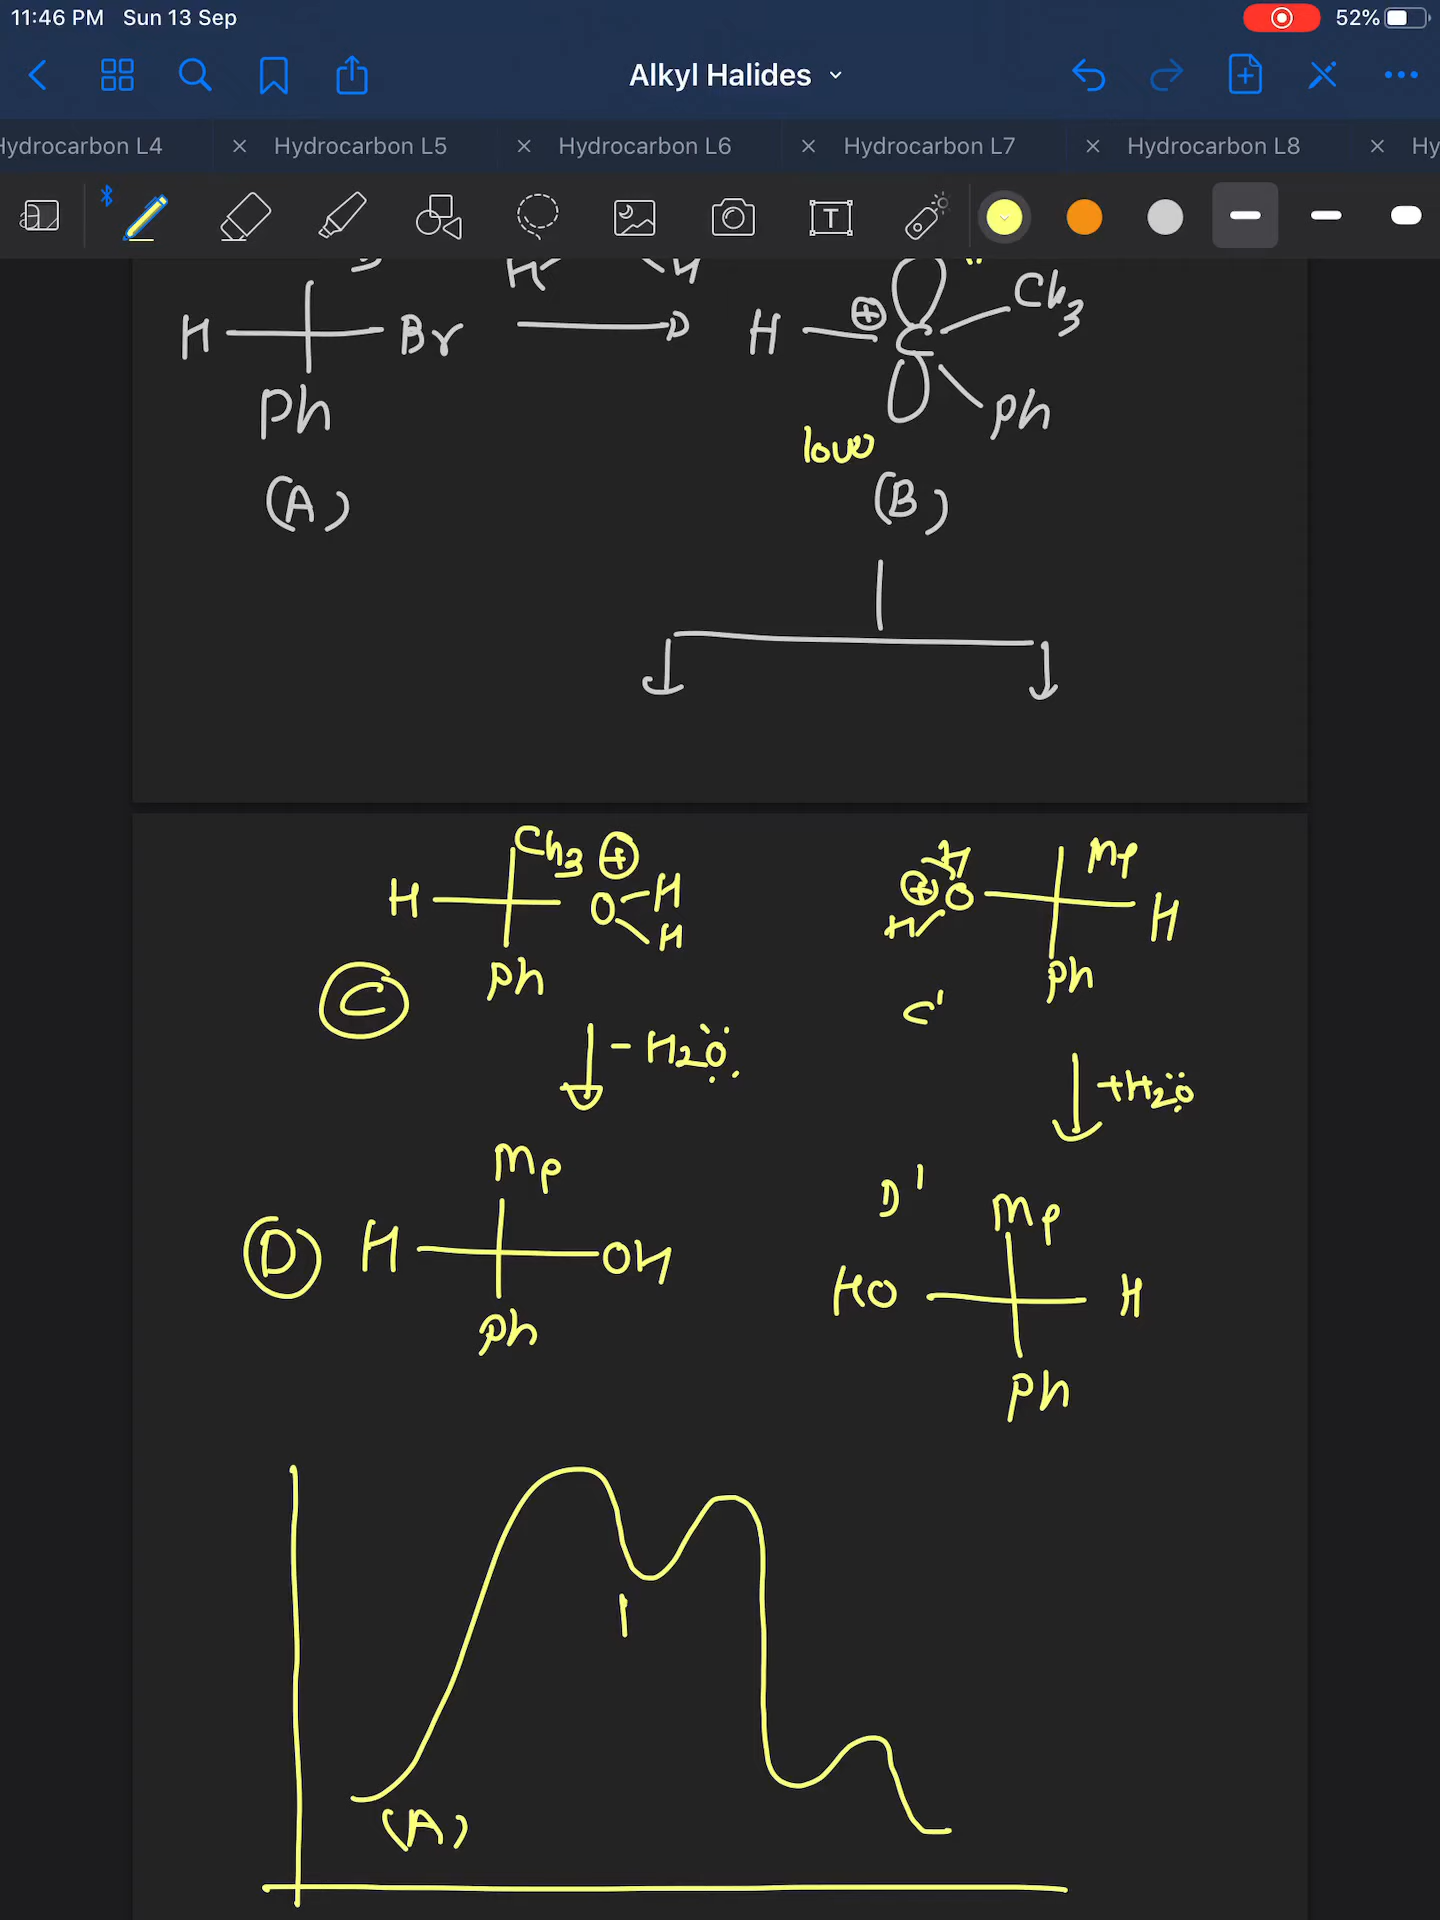 11:46 PM Sun 13 Sep 52%
Alkyl Halides
Hydrocarbon L4 × Hydrocarbon L5 × Hydrocarbon L6 × Hydrocarbon L7 × Hydrocarbon L8 × Hy
T
H H
H Br H ⊕ C CH3
Ph Ph
low
(A) (B)
CH3 ⊕ H Me
H O H ⊕ O H
H H
Ph Ph
C C'
- H2O
+H2O
Me D' Me
D H OH
HO H
Ph
Ph
(A)